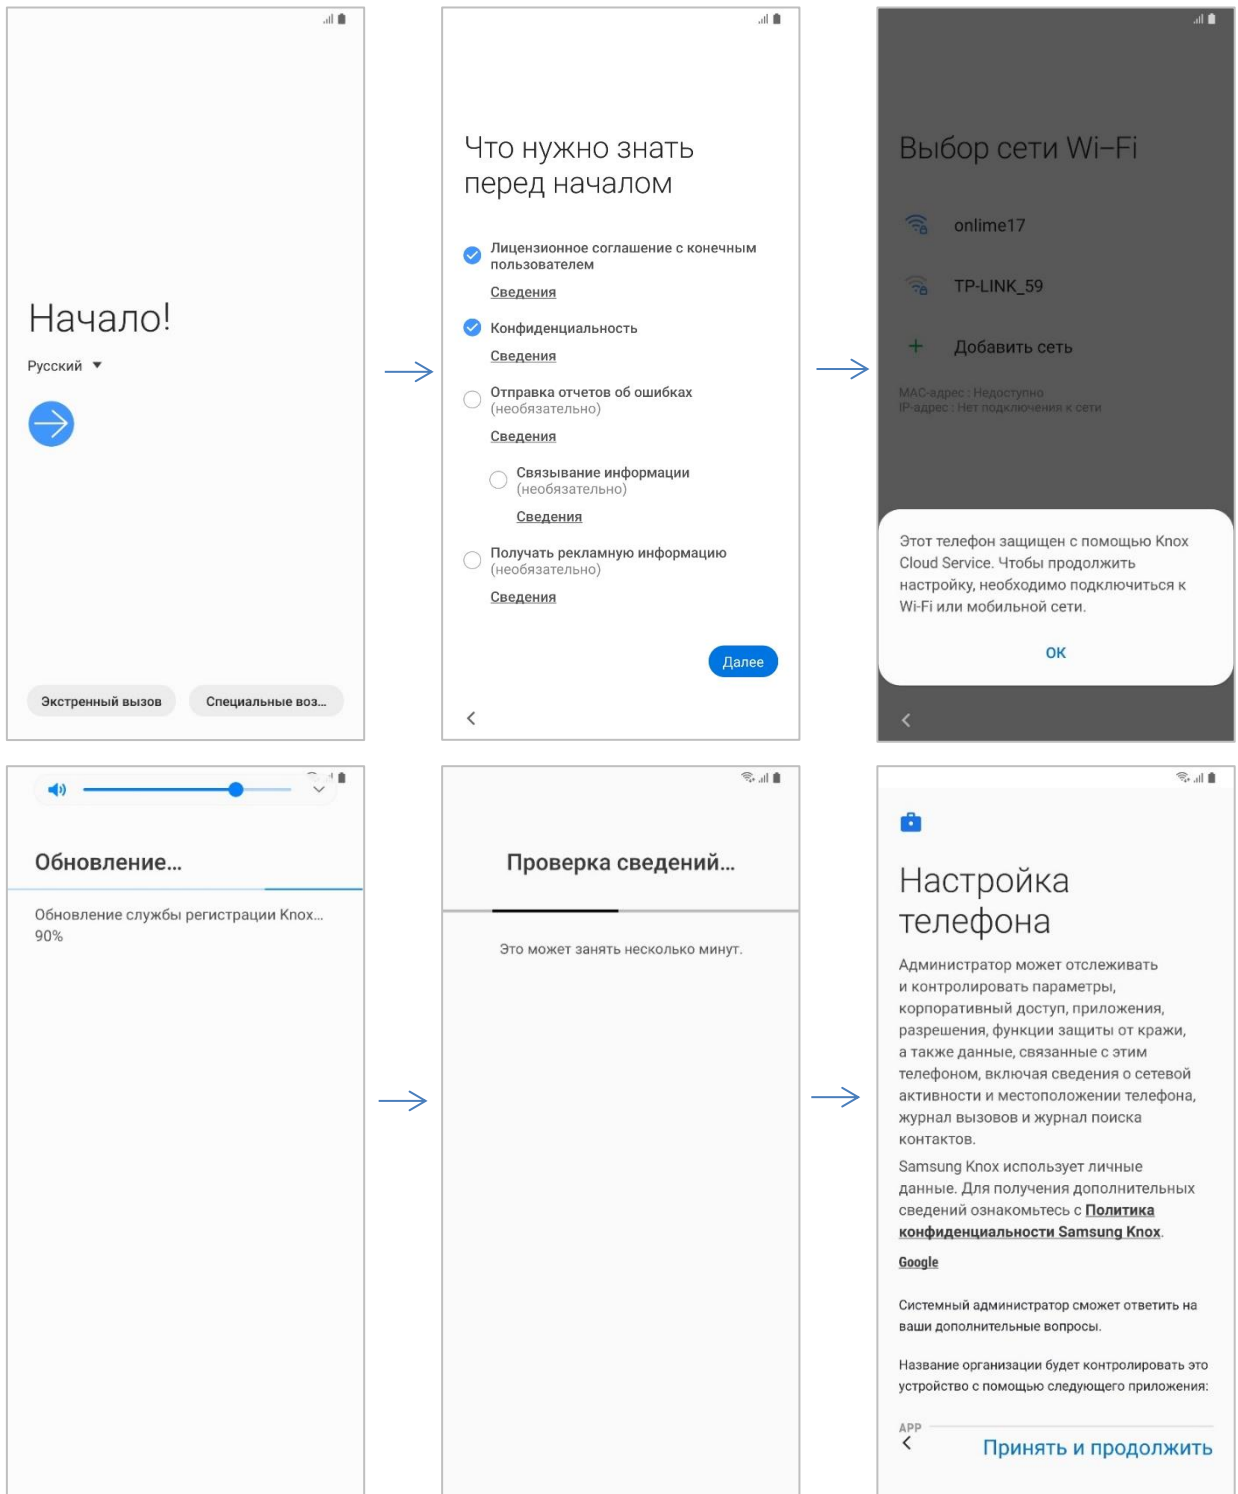 Начало!
Русский
Экстренный вызов
Специальные воз...
Что нужно знать
перед началом
Лицензионное соглашение с конечным
пользователем
Сведения
Конфиденциальность
Сведения
Отправка отчетов об ошибках
(необязательно)
Сведения
Связывание информации
(необязательно)
Сведения
Получать рекламную информацию
(необязательно)
Сведения
Далее
Выбор сети Wi-Fi
onlime17
TP-LINK_59
Добавить сеть
MAC-адрес : Недоступно
IP-адрес : Нет подключения к сети
Этот телефон защищен с помощью Knox
Cloud Service. Чтобы продолжить
настройку, необходимо подключиться к
Wi-Fi или мобильной сети.
ОК
Обновление...
Обновление службы регистрации Knox...
90%
Проверка сведений...
Это может занять несколько минут.
Настройка
телефона
Администратор может отслеживать
и контролировать параметры,
корпоративный доступ, приложения,
разрешения, функции защиты от кражи,
а также данные, связанные с этим
телефоном, включая сведения о сетевой
активности и местоположении телефона,
журнал вызовов и журнал поиска
контактов.
Samsung Knox использует личные
данные. Для получения дополнительных
сведений ознакомьтесь с Политика
конфиденциальности Samsung Knox.
Google
Системный администратор сможет ответить на
ваши дополнительные вопросы.
Название организации будет контролировать это
устройство с помощью следующего приложения:
APP
Принять и продолжить